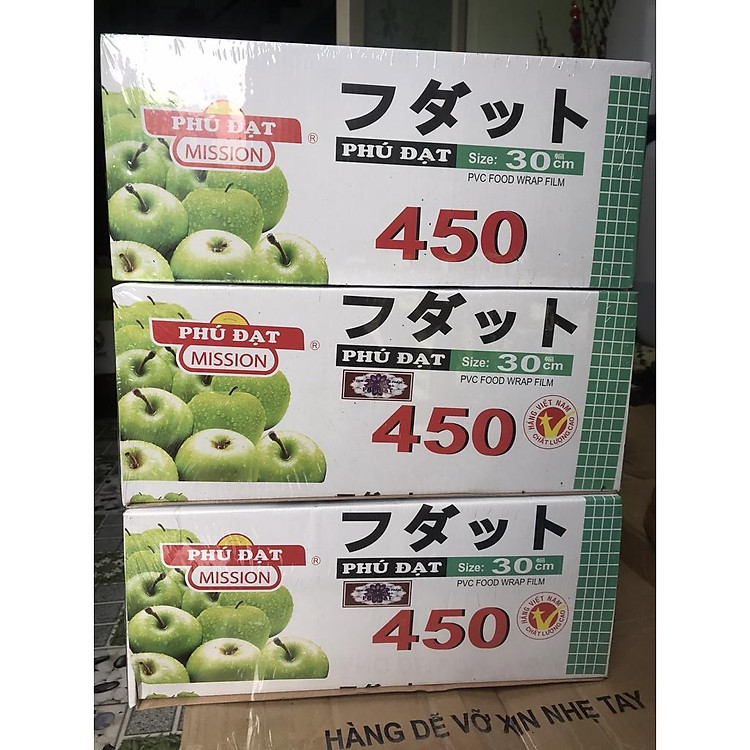 フダット
PHÚ ĐẠT
MISSION
®
PHÚ ĐẠT Size: 30 幅 cm
PVC FOOD WRAP FILM
450
フダット
PHÚ ĐẠT
MISSION
®
PHÚ ĐẠT Size: 30 幅 cm
PVC FOOD WRAP FILM
450
HÀNG VIỆT NAM
CHẤT LƯỢNG CAO
フダット
PHÚ ĐẠT
MISSION
®
PHÚ ĐẠT Size: 30 幅 cm
PVC FOOD WRAP FILM
450
HÀNG VIỆT NAM
CHẤT LƯỢNG CAO
HÀNG DỄ VỠ XIN NHẸ TAY